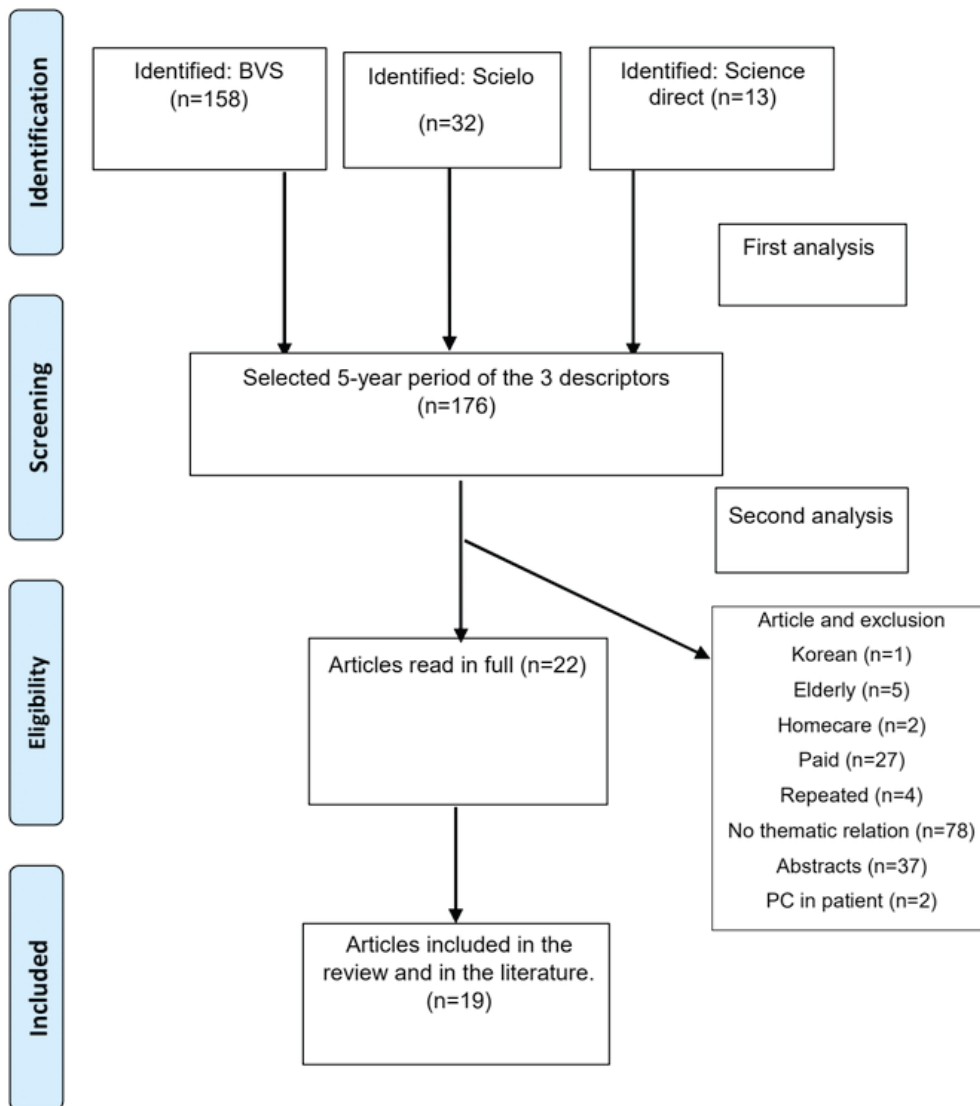 Identification
Identified: BVS
(n=158)
Identified: Scielo
(n=32)
Identified: Science
direct (n=13)
First analysis
Screening
Selected 5-year period of the 3 descriptors
(n=176)
Second analysis
Eligibility
Articles read in full (n=22)
Article and exclusion
Korean (n=1)
Elderly (n=5)
Homecare (n=2)
Paid (n=27)
Repeated (n=4)
No thematic relation (n=78)
Abstracts (n=37)
PC in patient (n=2)
Included
Articles included in the
review and in the literature.
(n=19)